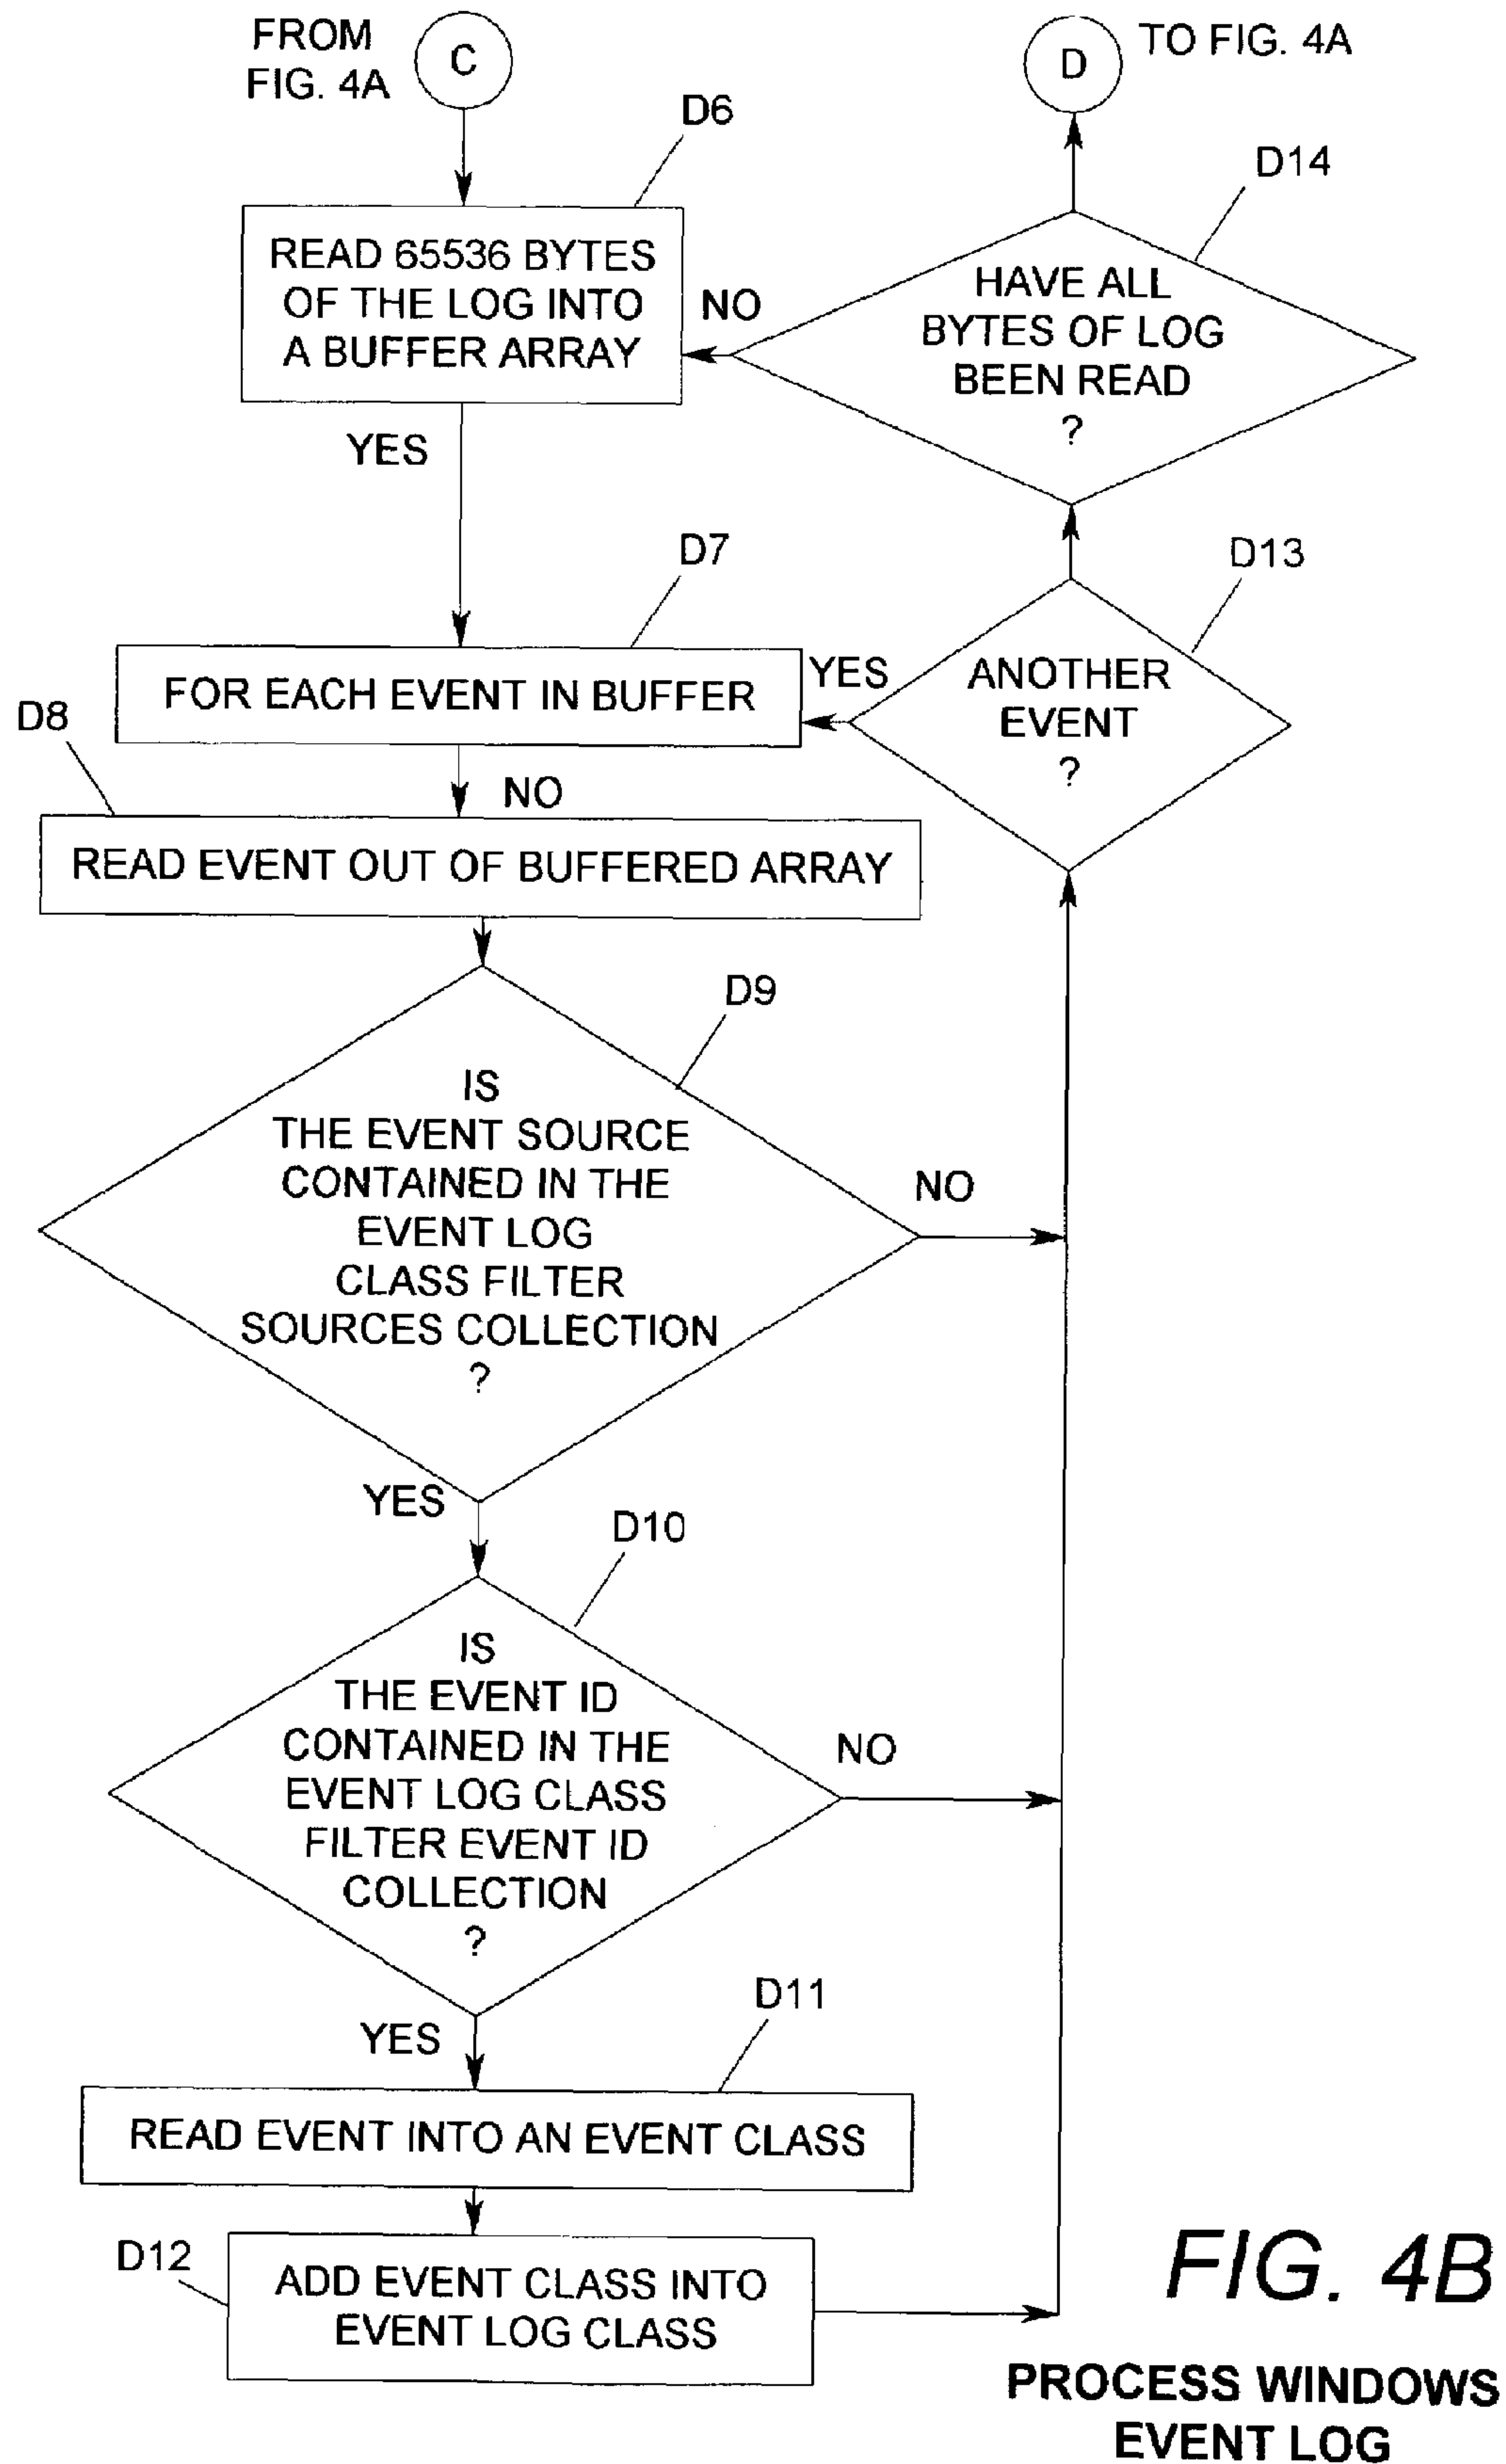 FROM
FIG. 4A
C
D
TO FIG. 4A
D6
READ 65536 BYTES
OF THE LOG INTO
A BUFFER ARRAY
NO
D14
HAVE ALL
BYTES OF LOG
BEEN READ
?
YES
D7
FOR EACH EVENT IN BUFFER
YES
D13
ANOTHER
EVENT
?
D8
NO
READ EVENT OUT OF BUFFERED ARRAY
D9
IS
THE EVENT SOURCE
CONTAINED IN THE
EVENT LOG
CLASS FILTER
SOURCES COLLECTION
?
NO
YES
D10
IS
THE EVENT ID
CONTAINED IN THE
EVENT LOG CLASS
FILTER EVENT ID
COLLECTION
?
NO
YES
D11
READ EVENT INTO AN EVENT CLASS
D12
ADD EVENT CLASS INTO
EVENT LOG CLASS
FIG. 4B
PROCESS WINDOWS
EVENT LOG